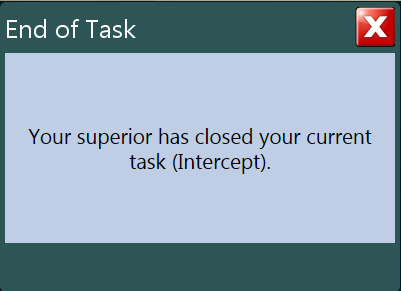 End of Task
Your superior has closed your current
task (Intercept).